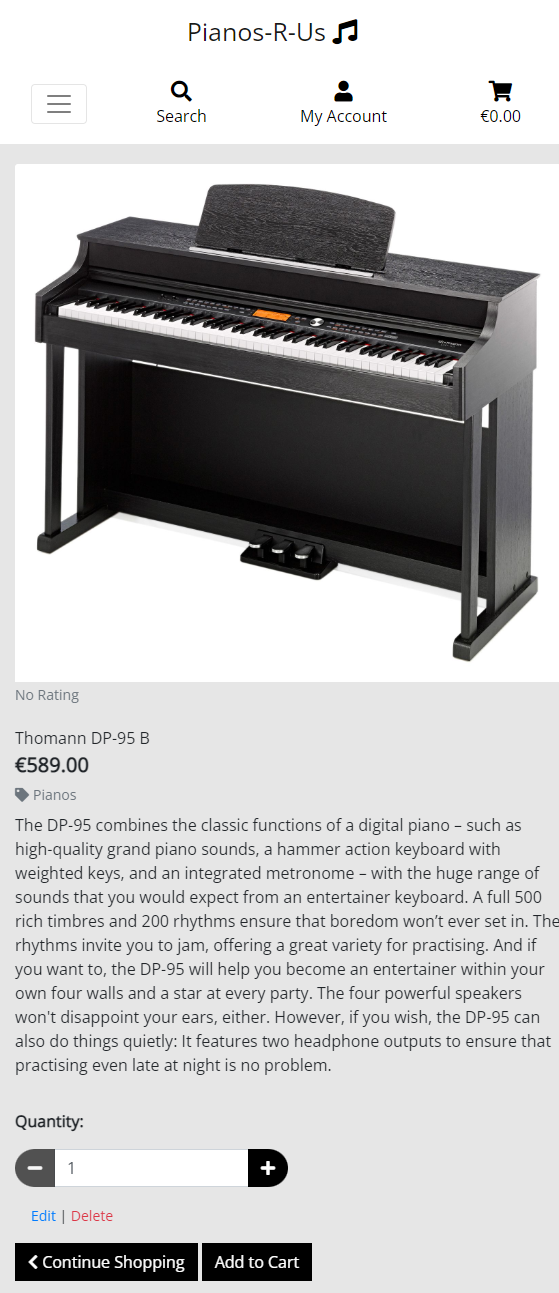 Pianos-R-Us
Search
My Account
€0.00
No Rating
Thomann DP-95 B
€589.00
Pianos
The DP-95 combines the classic functions of a digital piano – such as
high-quality grand piano sounds, a hammer action keyboard with
weighted keys, and an integrated metronome – with the huge range of
sounds that you would expect from an entertainer keyboard. A full 500
rich timbres and 200 rhythms ensure that boredom won’t ever set in. The
rhythms invite you to jam, offering a great variety for practising. And if
you want to, the DP-95 will help you become an entertainer within your
own four walls and a star at every party. The four powerful speakers
won't disappoint your ears, either. However, if you wish, the DP-95 can
also do things quietly: It features two headphone outputs to ensure that
practising even late at night is no problem.
Quantity:
1
Edit | Delete
Continue Shopping
Add to Cart